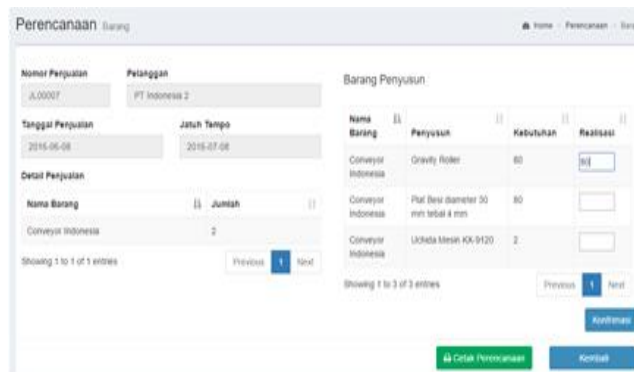 Perencanaan Barang
Home - Perencanaan -
Nomor Penjualan Pelanggan
JL00007 PT Indonesia 2
Tanggal Penjualan Jatuh Tempo
2016-06-08 2016-07-08
Detail Penjualan
Nama Barang Jumlah
Conveyor Indonesia 2
Showing 1 to 1 of 1 entries
Previous 1 Next
Barang Penyusun
Nama Barang Penyusun Kebutuhan Realisasi
Conveyor Indonesia Gravity Roller 60 60
Conveyor Indonesia Plat Besi diameter 30 mm tebal 4 mm 80
Conveyor Indonesia Uchida Mesin KX-9120 2
Showing 1 to 3 of 3 entries
Previous 1 Next
Konfirmasi
Cetak Perencanaan Kembali